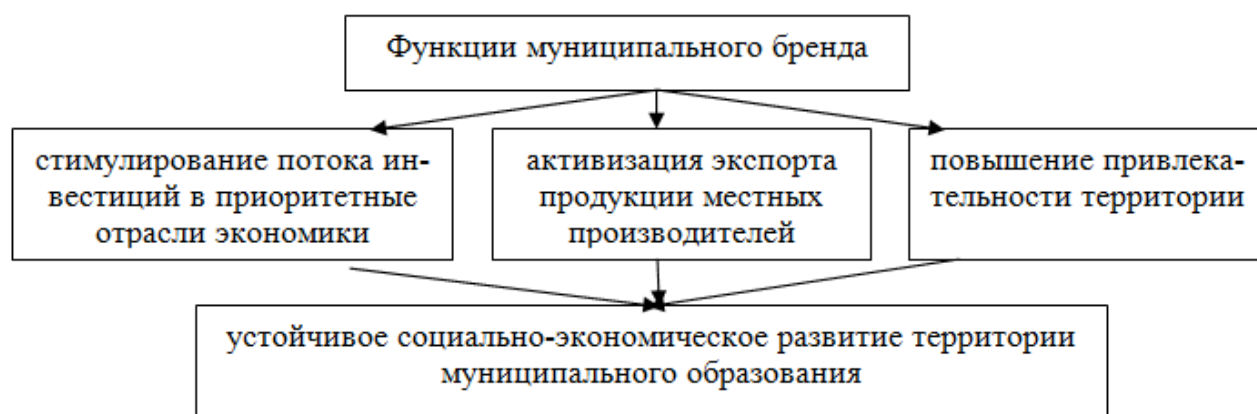 Функции муниципального бренда
стимулирование потока ин-
вестиций в приоритетные
отрасли экономики
активизация экспорта
продукции местных
производителей
повышение привлека-
тельности территории
устойчивое социально-экономическое развитие территории
муниципального образования